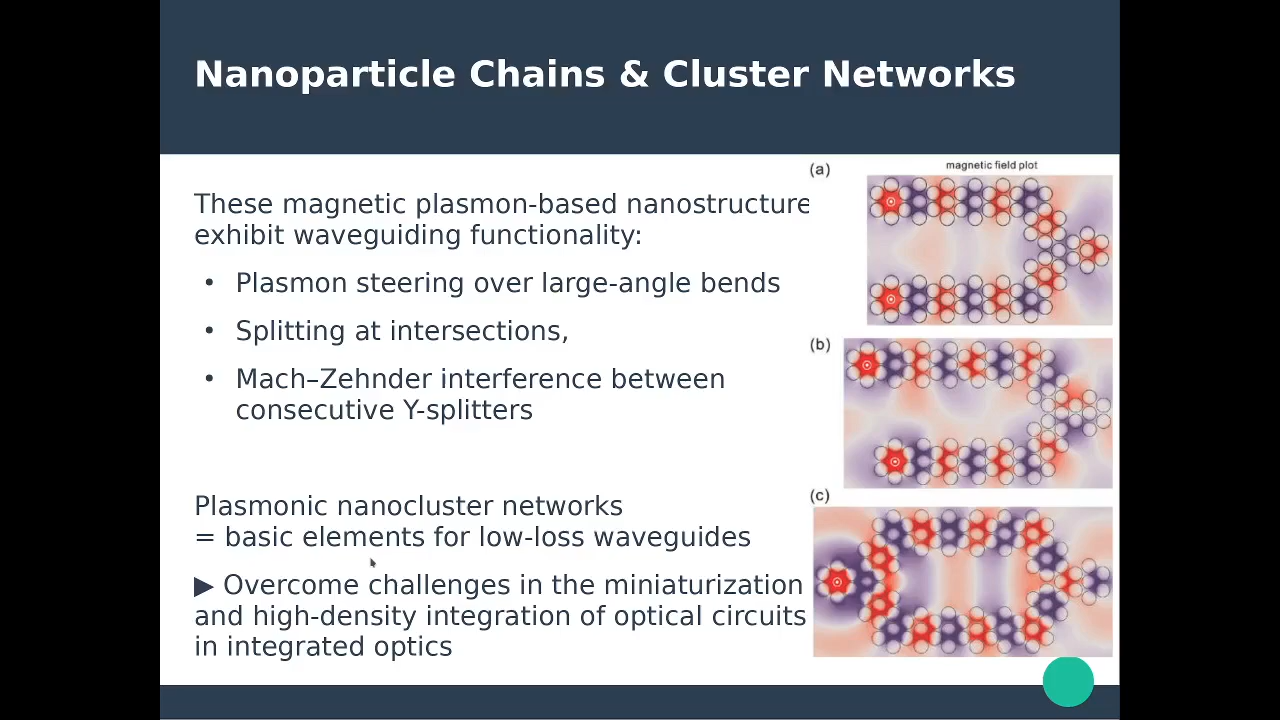 Nanoparticle Chains & Cluster Networks
(a)
magnetic field plot
These magnetic plasmon-based nanostructure
exhibit waveguiding functionality:
• Plasmon steering over large-angle bends
• Splitting at intersections,
• Mach–Zehnder interference between
consecutive Y-splitters
(b)
Plasmonic nanocluster networks
= basic elements for low-loss waveguides
▶ Overcome challenges in the miniaturization
and high-density integration of optical circuits
in integrated optics
(c)